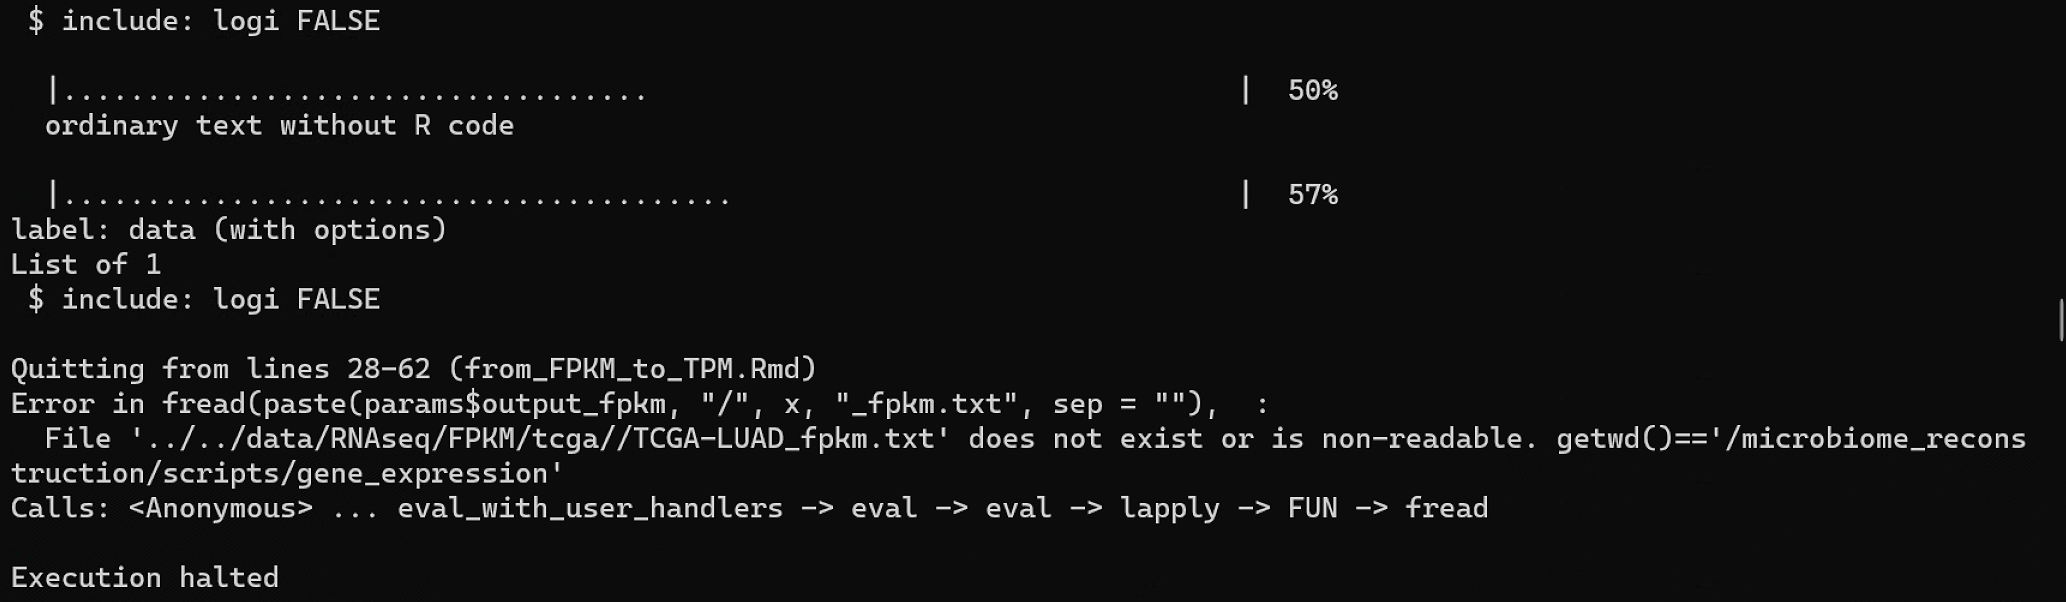 $ include: logi FALSE
|...................................                                    |  50%
ordinary text without R code
|........................................                               |  57%
label: data (with options)
List of 1
$ include: logi FALSE
Quitting from lines 28-62 (from_FPKM_to_TPM.Rmd)
Error in fread(paste(params$output_fpkm, "/", x, "_fpkm.txt", sep = ""),  :
File '../../data/RNAseq/FPKM/tcga//TCGA-LUAD_fpkm.txt' does not exist or is non-readable. getwd()=='/microbiome_recons
truction/scripts/gene_expression'
Calls: <Anonymous> ... eval_with_user_handlers -> eval -> eval -> lapply -> FUN -> fread
Execution halted